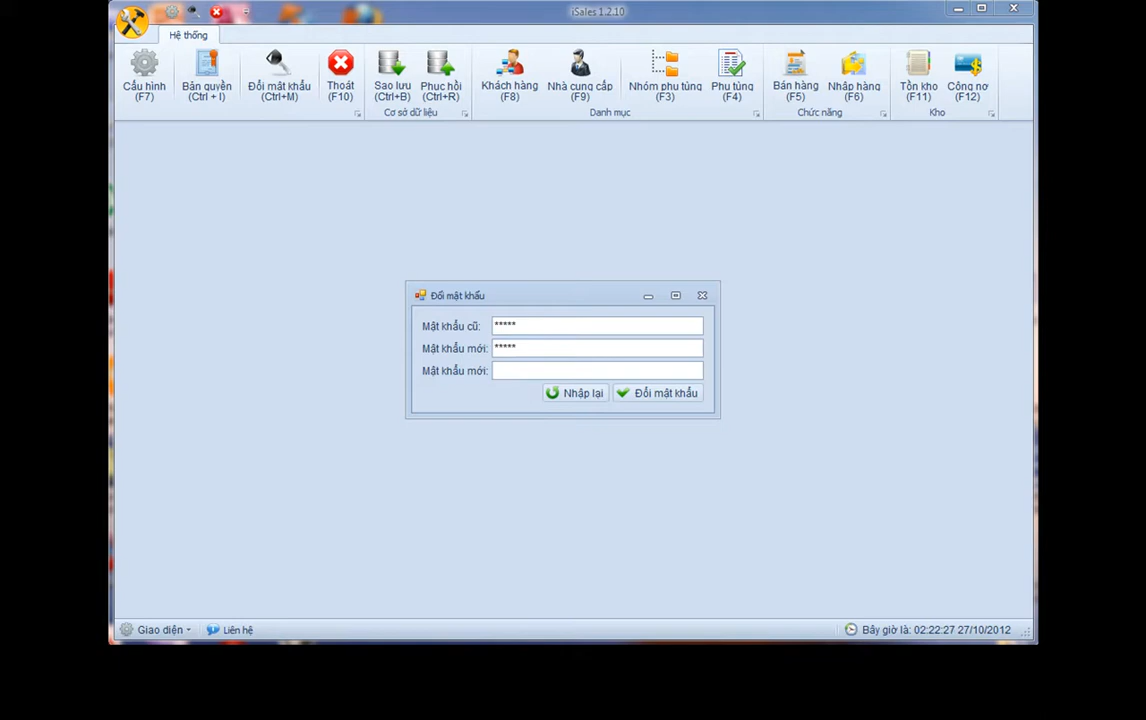 iSales 1.2.10
Hệ thống
Cấu hình
(F7)
Bản quyền
(Ctrl + I)
Đổi mật khẩu
(Ctrl+M)
Thoát
(F10)
Sao lưu
(Ctrl+B)
Phục hồi
(Ctrl+R)
Khách hàng
(F8)
Nhà cung cấp
(F9)
Nhóm phụ tùng
(F3)
Phụ tùng
(F4)
Bán hàng
(F5)
Nhập hàng
(F6)
Tồn kho
(F11)
Công nợ
(F12)
Cơ sở dữ liệu
Danh mục
Chức năng
Kho
Đổi mật khẩu
Mật khẩu cũ: *****
Mật khẩu mới: *****
Mật khẩu mới:
Nhập lại
Đổi mật khẩu
Giao diện
Liên hệ
Bây giờ là: 02:22:27 27/10/2012